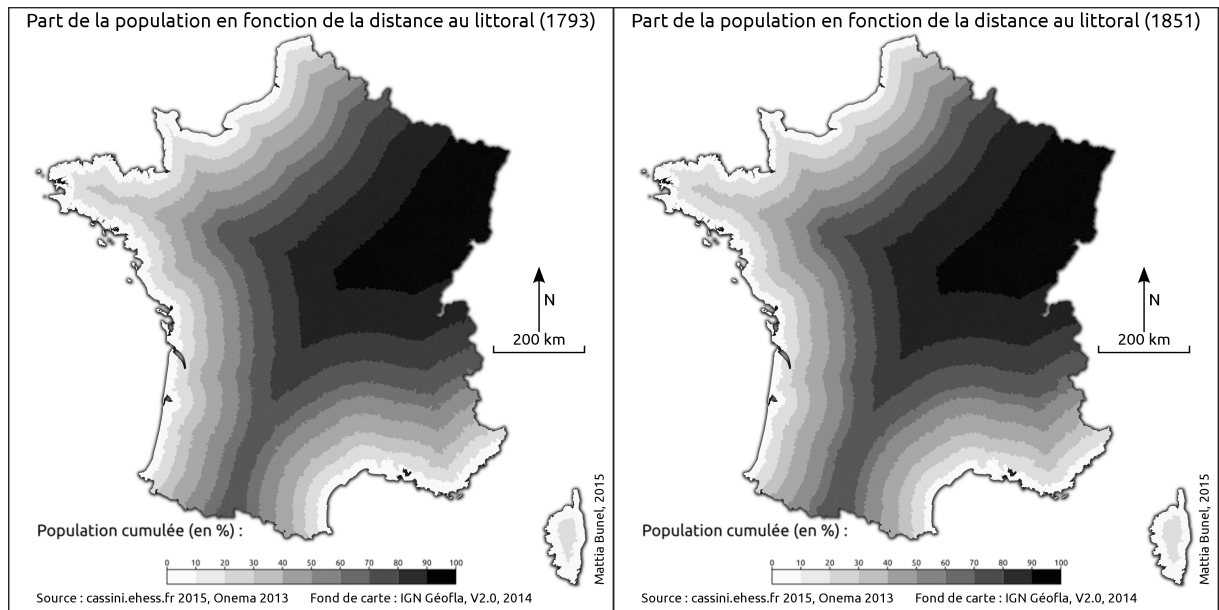 Part de la population en fonction de la distance au littoral (1793)
N
200 km
Population cumulée (en %) :
0 10 20 30 40 50 60 70 80 90 100
Source : cassini.ehess.fr 2015, Onema 2013 Fond de carte : IGN Géofla, V2.0, 2014
Mattia Bunel, 2015
Part de la population en fonction de la distance au littoral (1851)
N
200 km
Population cumulée (en %) :
0 10 20 30 40 50 60 70 80 90 100
Source : cassini.ehess.fr 2015, Onema 2013 Fond de carte : IGN Géofla, V2.0, 2014
Mattia Bunel, 2015